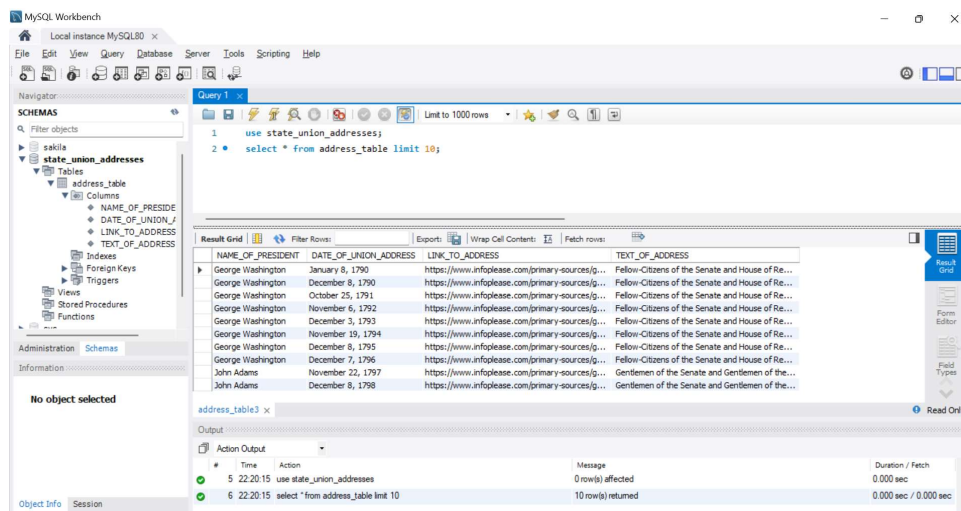 MySQL Workbench
Local instance MySQL80
File Edit View Query Database Server Tools Scripting Help
Navigator
SCHEMAS
Filter objects
sakila
state_union_addresses
Tables
address_table
Columns
NAME_OF_PRESIDE
DATE_OF_UNION_A
LINK_TO_ADDRESS
TEXT_OF_ADDRESS
Indexes
Foreign Keys
Triggers
Views
Stored Procedures
Functions
Administration Schemas
Information
No object selected
Object Info Session
Query 1
Limit to 1000 rows
1 use state_union_addresses;
2 select * from address_table limit 10;
Result Grid Filter Rows: Export: Wrap Cell Content: Fetch rows:
NAME_OF_PRESIDENT DATE_OF_UNION_ADDRESS LINK_TO_ADDRESS TEXT_OF_ADDRESS
George Washington January 8, 1790 https://www.infoplease.com/primary-sources/g... Fellow-Citizens of the Senate and House of Re...
George Washington December 8, 1790 https://www.infoplease.com/primary-sources/g... Fellow-Citizens of the Senate and House of Re...
George Washington October 25, 1791 https://www.infoplease.com/primary-sources/g... Fellow-Citizens of the Senate and House of Re...
George Washington November 6, 1792 https://www.infoplease.com/primary-sources/g... Fellow-Citizens of the Senate and House of Re...
George Washington December 3, 1793 https://www.infoplease.com/primary-sources/g... Fellow-Citizens of the Senate and House of Re...
George Washington November 19, 1794 https://www.infoplease.com/primary-sources/g... Fellow-Citizens of the Senate and House of Re...
George Washington December 8, 1795 https://www.infoplease.com/primary-sources/g... Fellow-Citizens of the Senate and House of Re...
George Washington December 7, 1796 https://www.infoplease.com/primary-sources/g... Fellow-Citizens of the Senate and House of Re...
John Adams November 22, 1797 https://www.infoplease.com/primary-sources/g... Gentlemen of the Senate and Gentlemen of the...
John Adams December 8, 1798 https://www.infoplease.com/primary-sources/g... Gentlemen of the Senate and Gentlemen of the...
Result
Grid
Form
Editor
Field
Types
address_table3
Read Onl
Output
Action Output
# Time Action Message Duration / Fetch
5 22:20:15 use state_union_addresses 0 row(s) affected 0.000 sec
6 22:20:15 select * from address_table limit 10 10 row(s) returned 0.000 sec / 0.000 sec